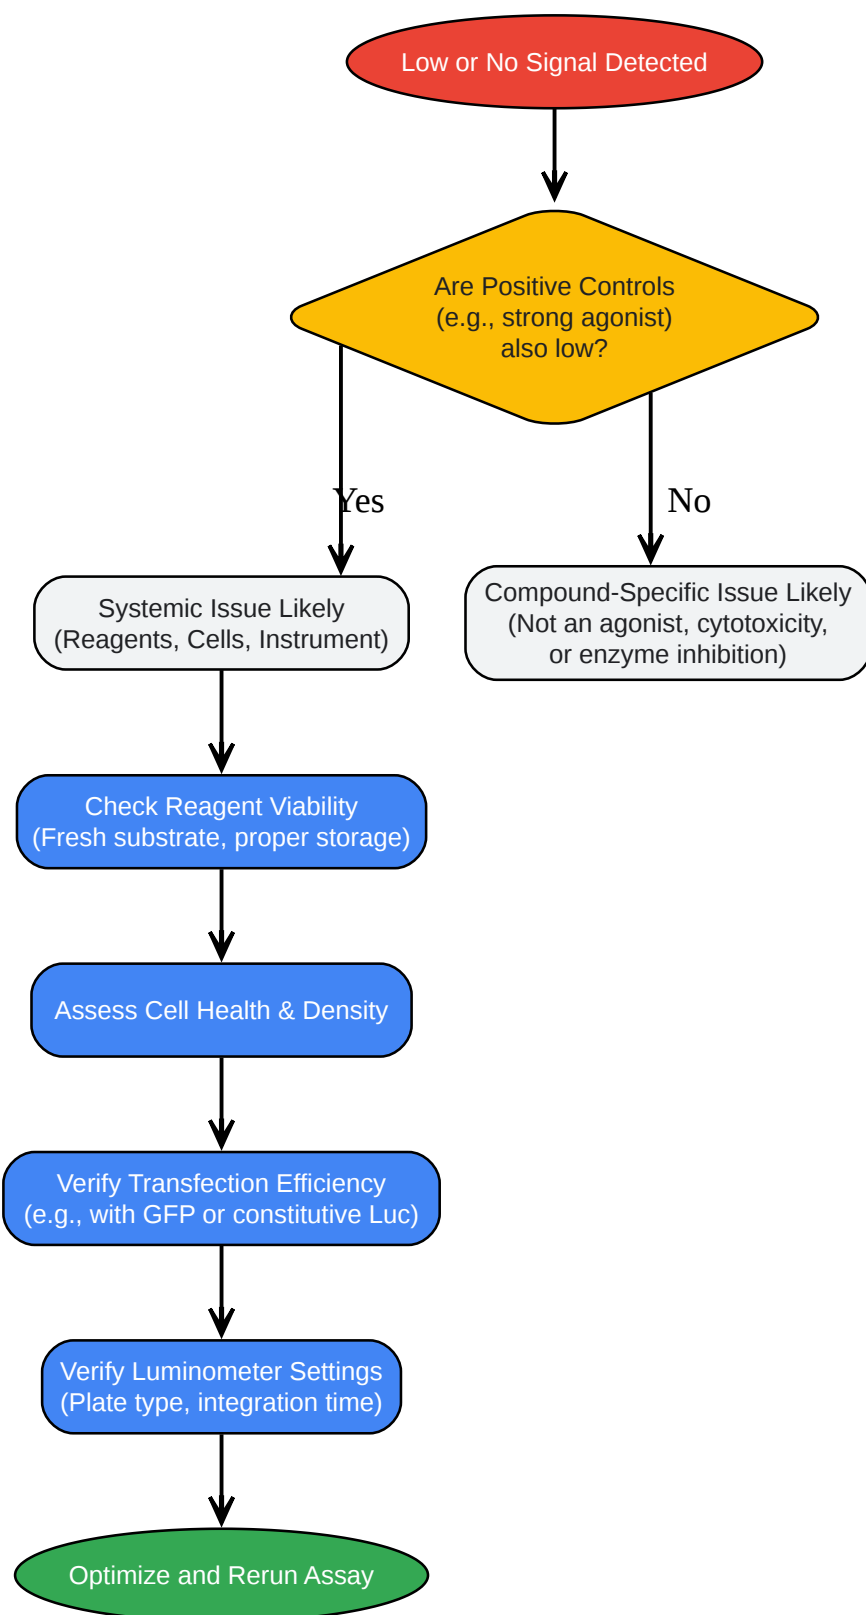 Low or No Signal Detected
Are Positive Controls
(e.g., strong agonist)
also low?
Yes
No
Systemic Issue Likely
(Reagents, Cells, Instrument)
Compound-Specific Issue Likely
(Not an agonist, cytotoxicity,
or enzyme inhibition)
Check Reagent Viability
(Fresh substrate, proper storage)
Assess Cell Health & Density
Verify Transfection Efficiency
(e.g., with GFP or constitutive Luc)
Verify Luminometer Settings
(Plate type, integration time)
Optimize and Rerun Assay